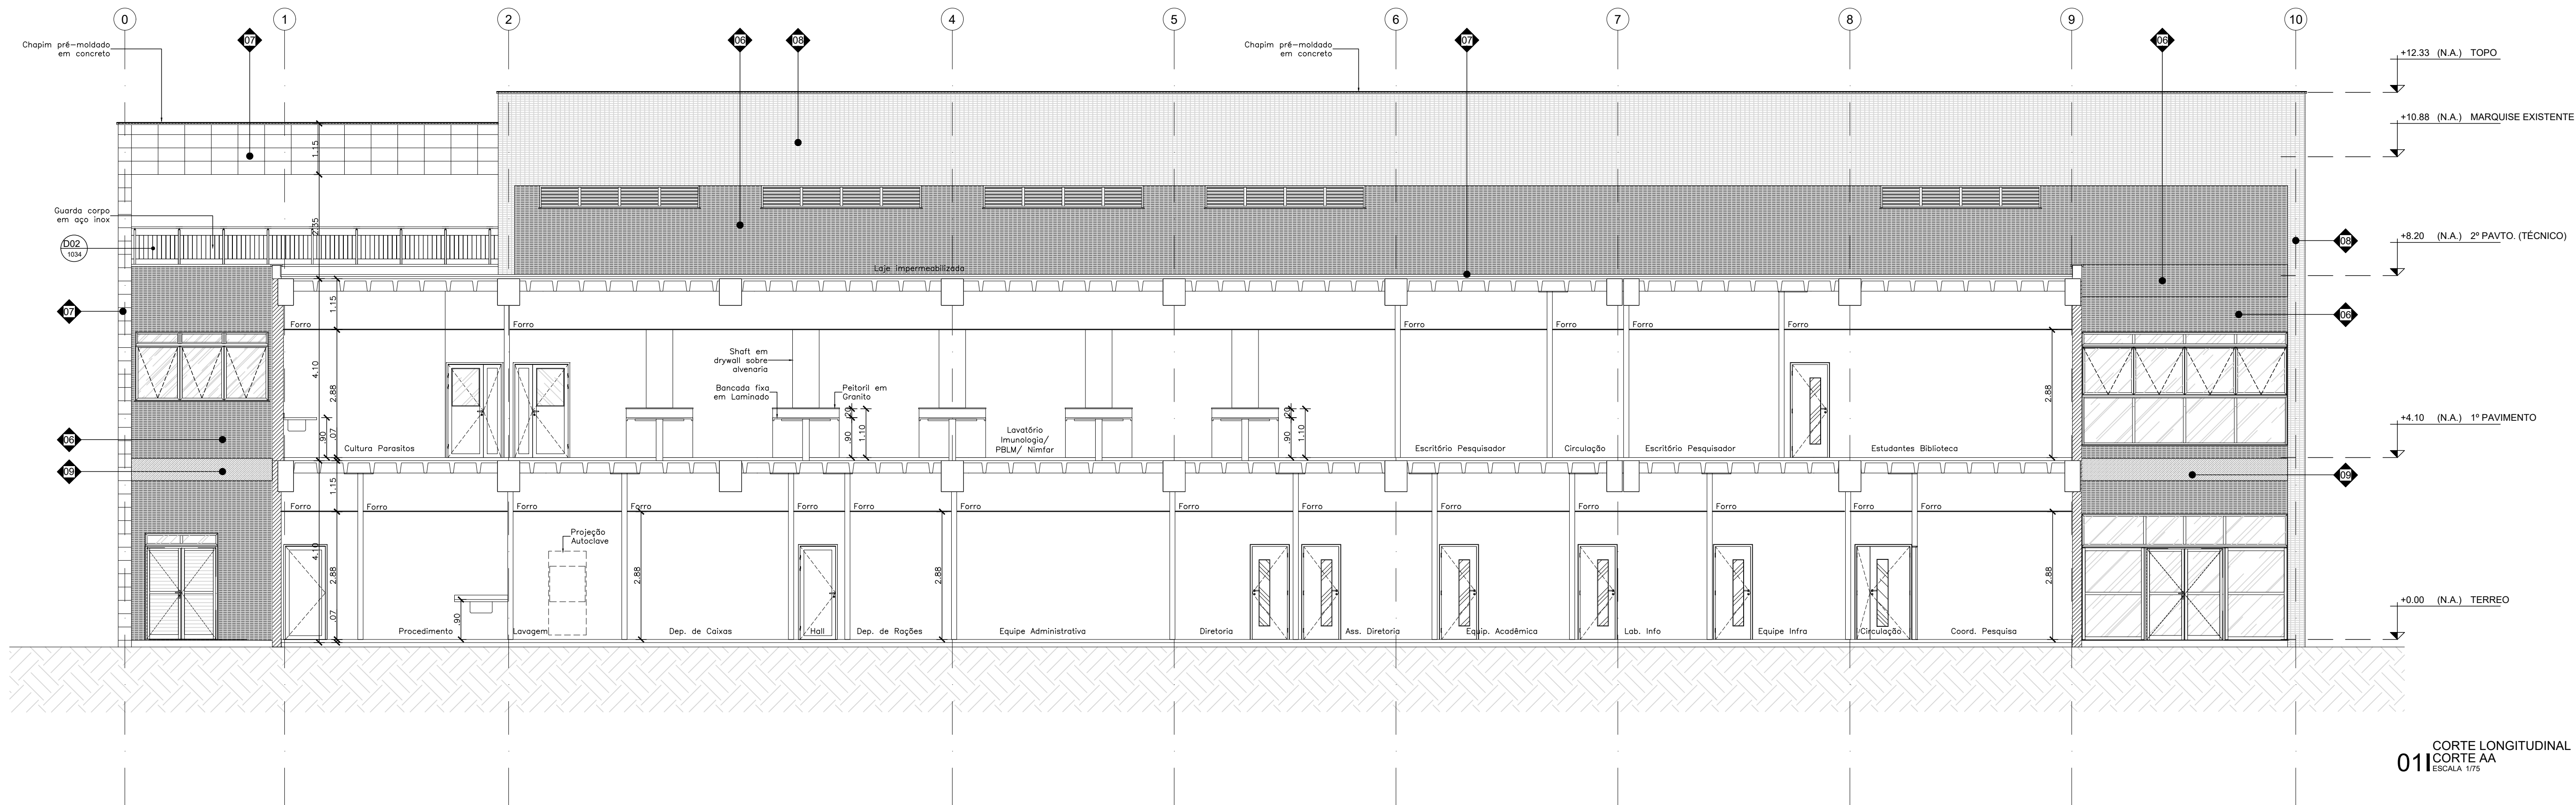 0
1
2
4
5
6
7
8
9
10
Chapim pré-moldado
em concreto
07
06
08
Chapim pré-moldado
em concreto
07
06
+12.33 (N.A.) TOPO
+10.88 (N.A.) MARQUISE EXISTENTE
1.15
Guarda corpo
em aço inox
2.35
D02
1034
+8.20 (N.A.) 2º PAVTO. (TÉCNICO)
08
Laje impermeabilizada
07
1.15
06
Forro
Forro
Forro
Forro
Forro
Forro
Shaft em
drywall sobre
alvenaria
4.10
2.88
2.88
Bancada fixa
em Laminado
Peitoril em
Granito
.20
.90
1.10
.20
.90
1.10
.90
.07
06
+4.10 (N.A.) 1º PAVIMENTO
Cultura Parasitos
Lavatório
Imunologia/
PBLM/ Nimfar
Escritório Pesquisador
Circulação
Escritório Pesquisador
Estudantes Biblioteca
09
09
1.15
Forro
Forro
Forro
Forro
Forro
Forro
Forro
Forro
Forro
Forro
Forro
Forro
Forro
Forro
Projeção
Autoclave
4.10
2.88
2.88
2.88
2.88
.90
.07
+0.00 (N.A.) TERREO
Procedimento
Lavagem
Dep. de Caixas
Hall
Dep. de Rações
Equipe Administrativa
Diretoria
Ass. Diretoria
Equip. Acadêmica
Lab. Info
Equipe Infra
Circulação
Coord. Pesquisa
01
CORTE LONGITUDINAL
CORTE AA
ESCALA 1/75